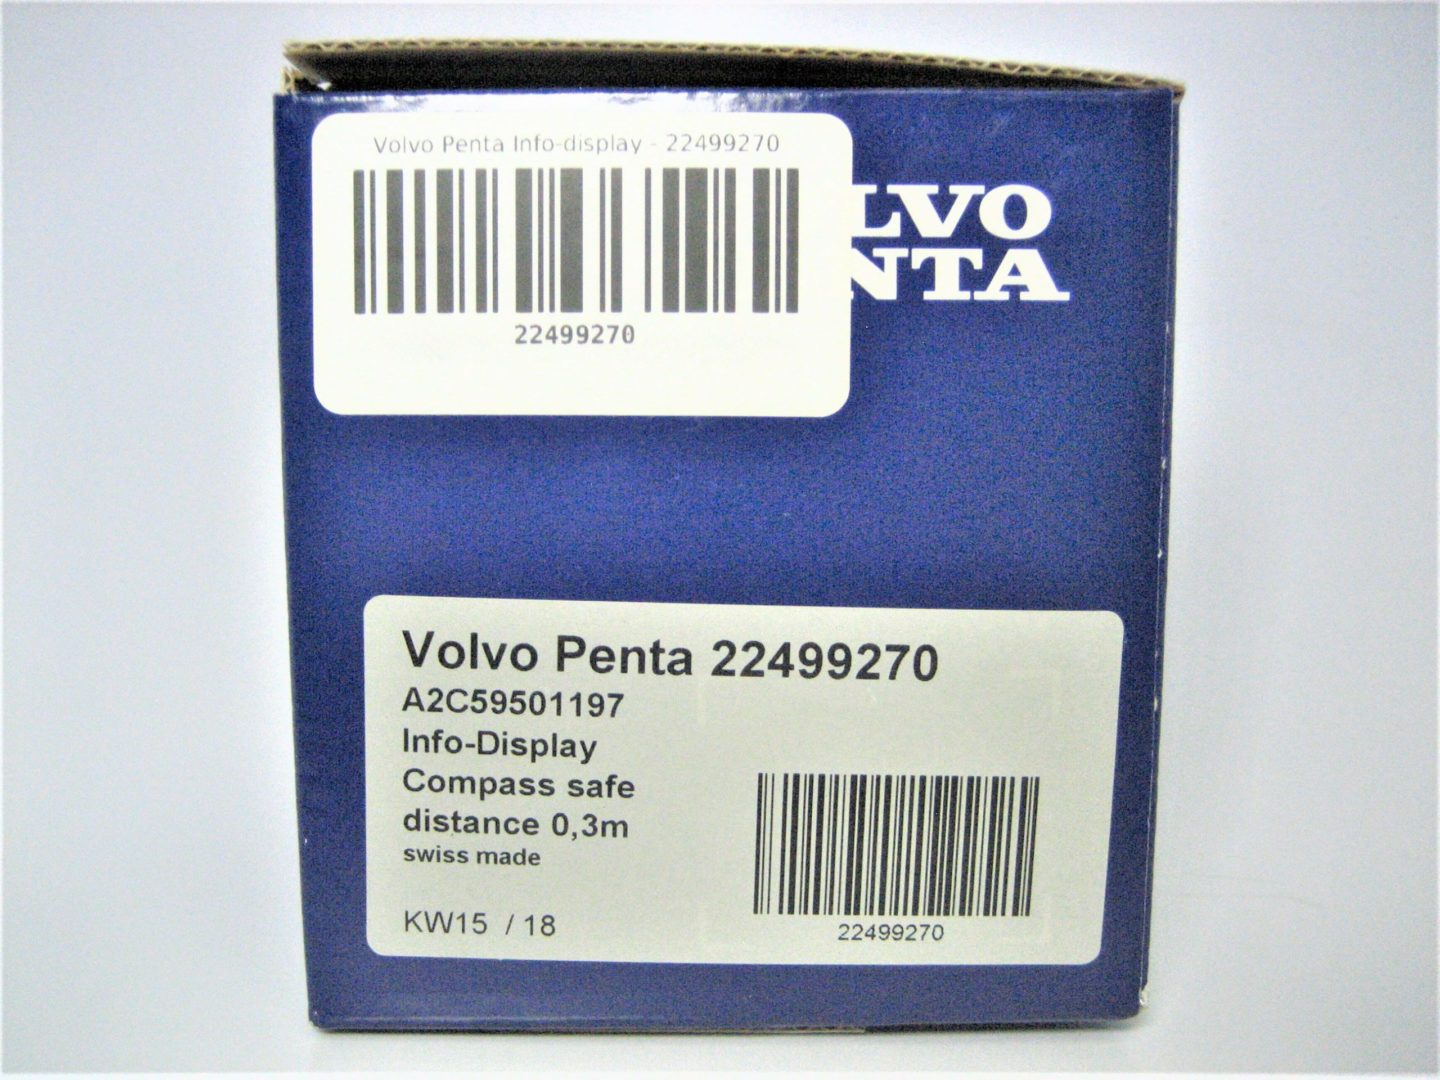 Volvo Penta Info-display - 22499270
22499270
LVO
NTA
Volvo Penta 22499270
A2C59501197
Info-Display
Compass safe
distance 0,3m
swiss made
KW15 / 18
22499270